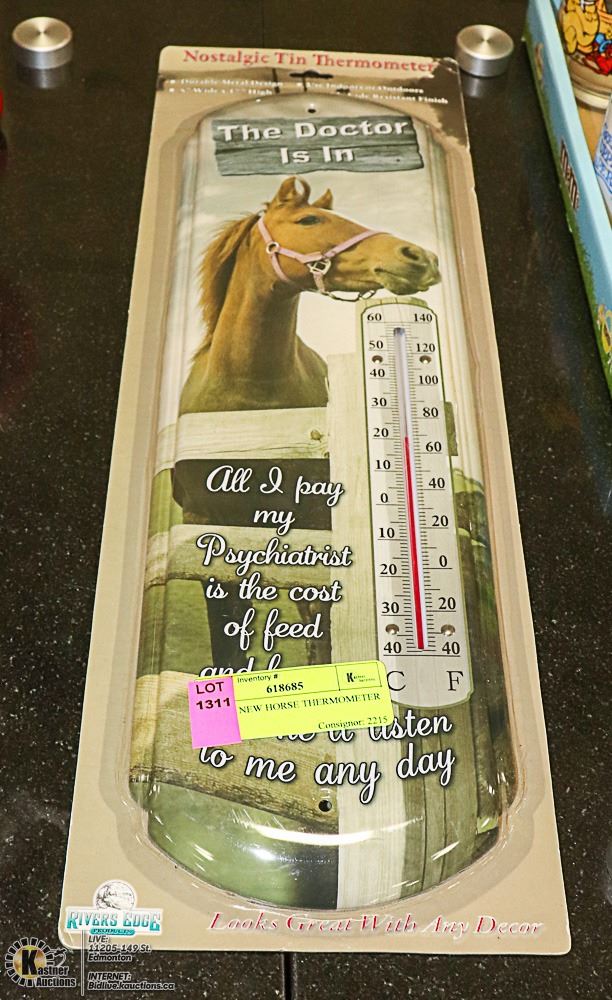 Nostalgic Tin Thermometer
Durable Metal Design
Use Indoors or Outdoors
Wide x 17" High
Fade Resistant Finish
The Doctor
Is In
60 140
50 120
40 100
30 80
20 60
10 40
0 20
10 0
20 20
30
40 40
C F
All I pay
my
Psychiatrist
is the cost
of feed
and
listen
to me any day
LOT
1311
Inventory #
618685
Kastner
Auctions
NEW HORSE THERMOMETER
Consignor: 2215
RIVERS EDGE
PRODUCTS
Looks Great With Any Decor
Kastner
Auctions
LIVE:
11205-149 St.
Edmonton
INTERNET:
Bidlive.kauctions.ca